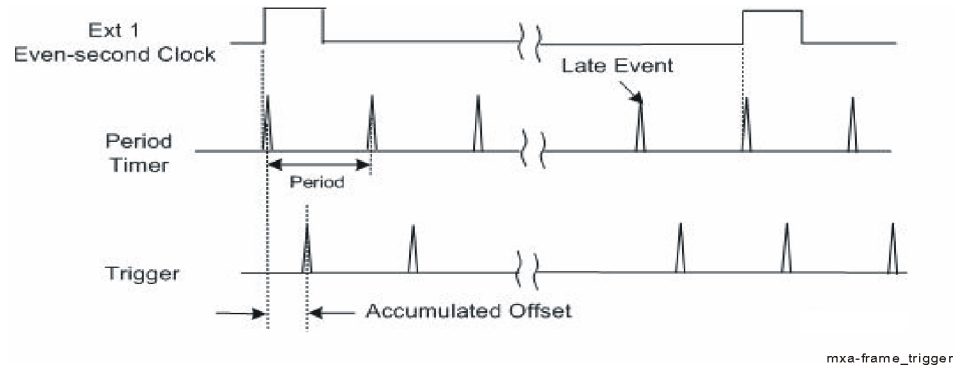 Ext 1
Even-second Clock
Late Event
Period
Timer
Period
Trigger
Accumulated Offset
mxa-frame_trigger